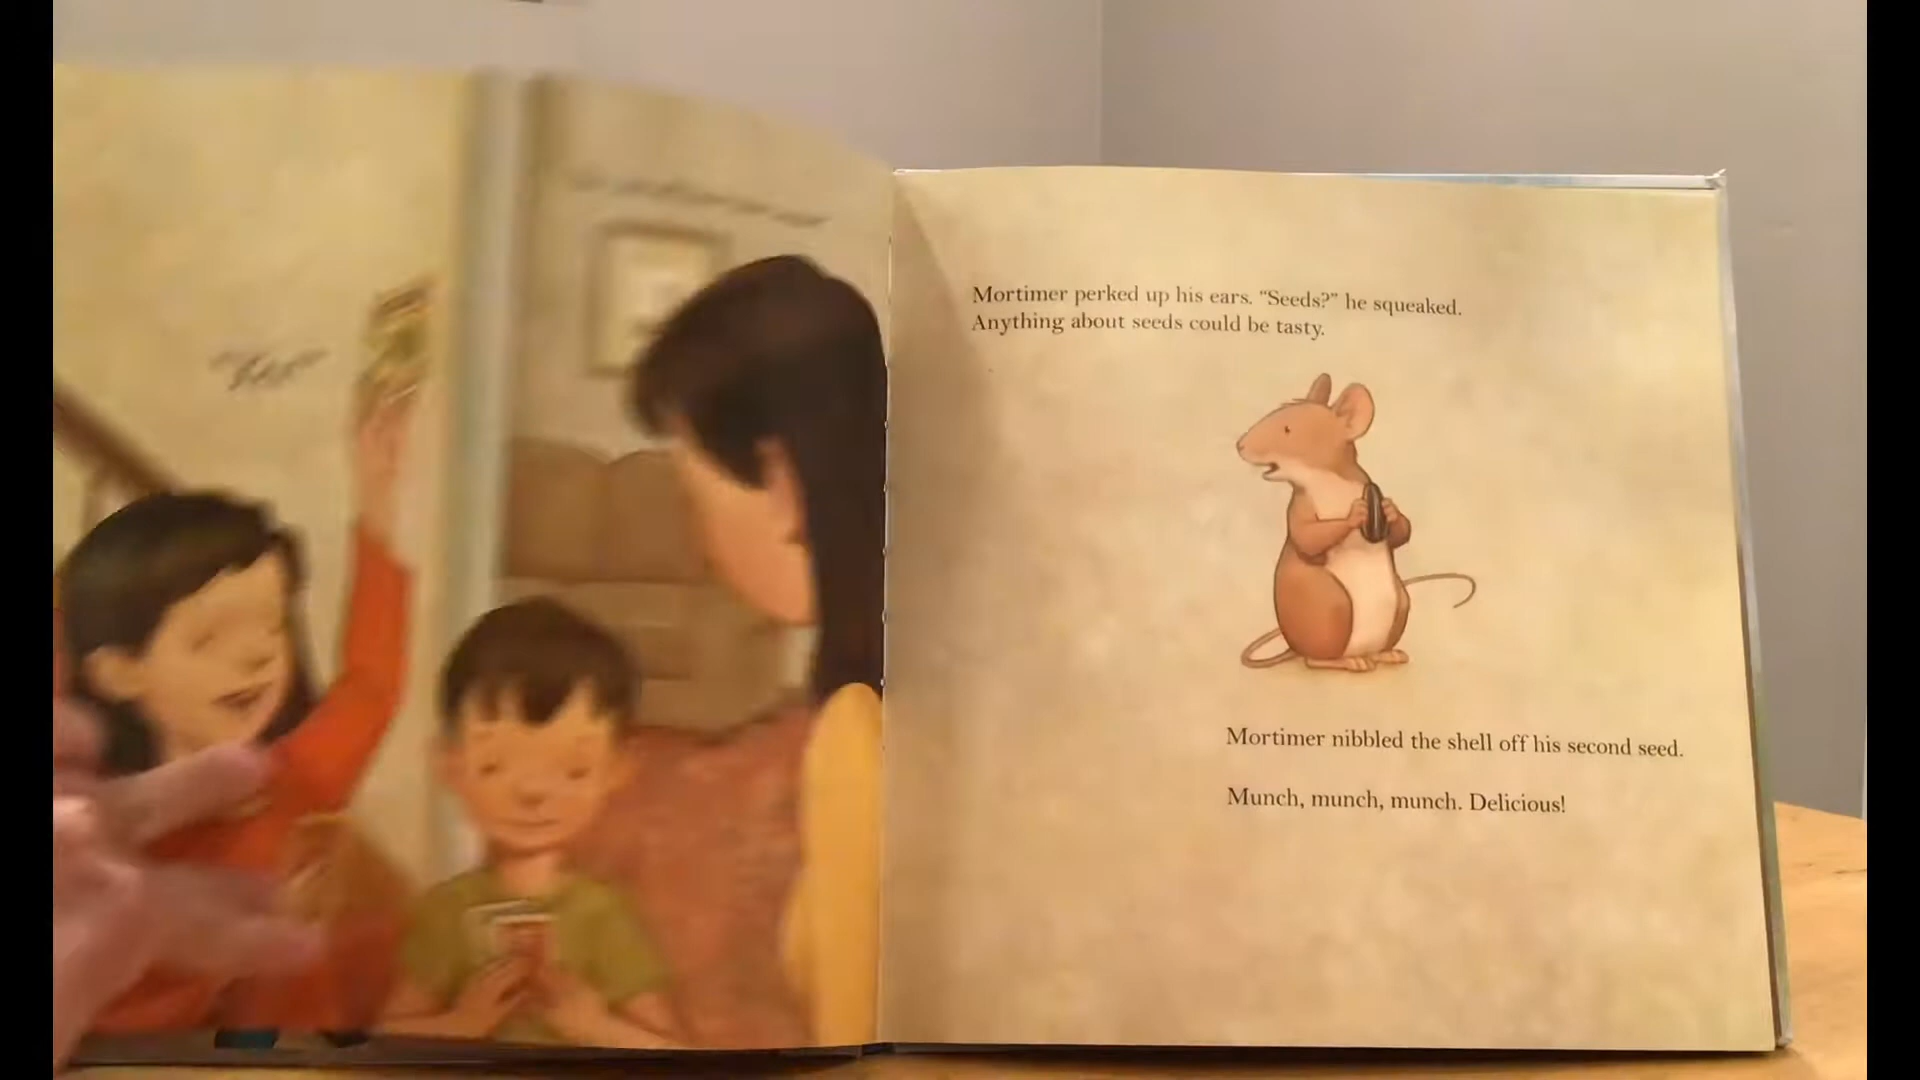 Mortimer perked up his ears. “Seeds?” he squeaked.
Anything about seeds could be tasty.
Mortimer nibbled the shell off his second seed.
Munch, munch, munch. Delicious!